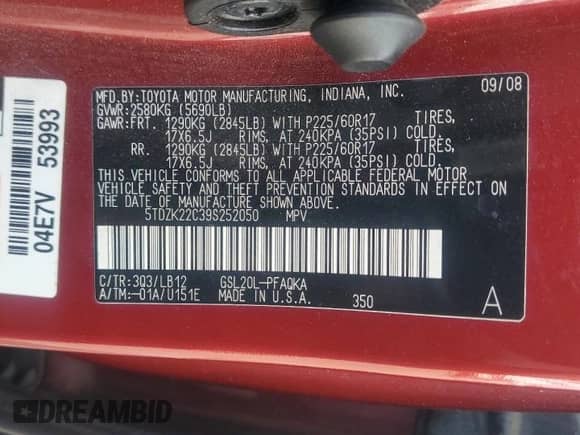 MFD.BY:TOYOTA MOTOR MANUFACTURING, INDIANA, INC. 09/08
GVWR:2580KG (5690LB)
GAWR:FRT. 1290KG (2845LB) WITH P225/60R17 TIRES,
17X6.5J RIMS, AT 240KPA (35PSI) COLD.
RR. 1290KG (2845LB) WITH P225/60R17 TIRES,
17X6.5J RIMS, AT 240KPA (35PSI) COLD.
THIS VEHICLE CONFORMS TO ALL APPLICABLE FEDERAL MOTOR
VEHICLE SAFETY AND THEFT PREVENTION STANDARDS IN EFFECT
ON THE DATE OF MANUFACTURE SHOWN ABOVE.
5TDZK22C39S252050 MPV
C/TR:3Q3/LB12 GSL20L-PFAQKA
A/TM:-01A/U151E MADE IN U.S.A. 350
A
04E7V 53993
DREAMBID